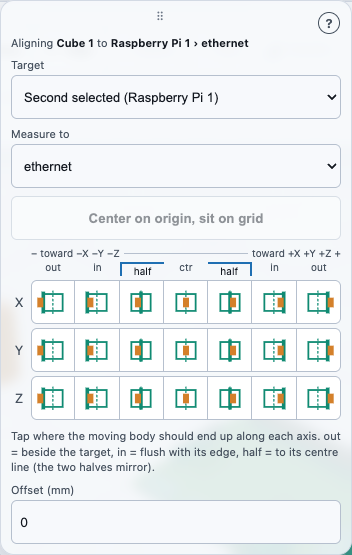 ?
Aligning Cube 1 to Raspberry Pi 1 › ethernet
Target
Second selected (Raspberry Pi 1)
Measure to
ethernet
Center on origin, sit on grid
− toward −X −Y −Z toward +X +Y +Z +
out in half ctr half in out
X
Y
Z
Tap where the moving body should end up along each axis. out
= beside the target, in = flush with its edge, half = to its centre
line (the two halves mirror).
Offset (mm)
0